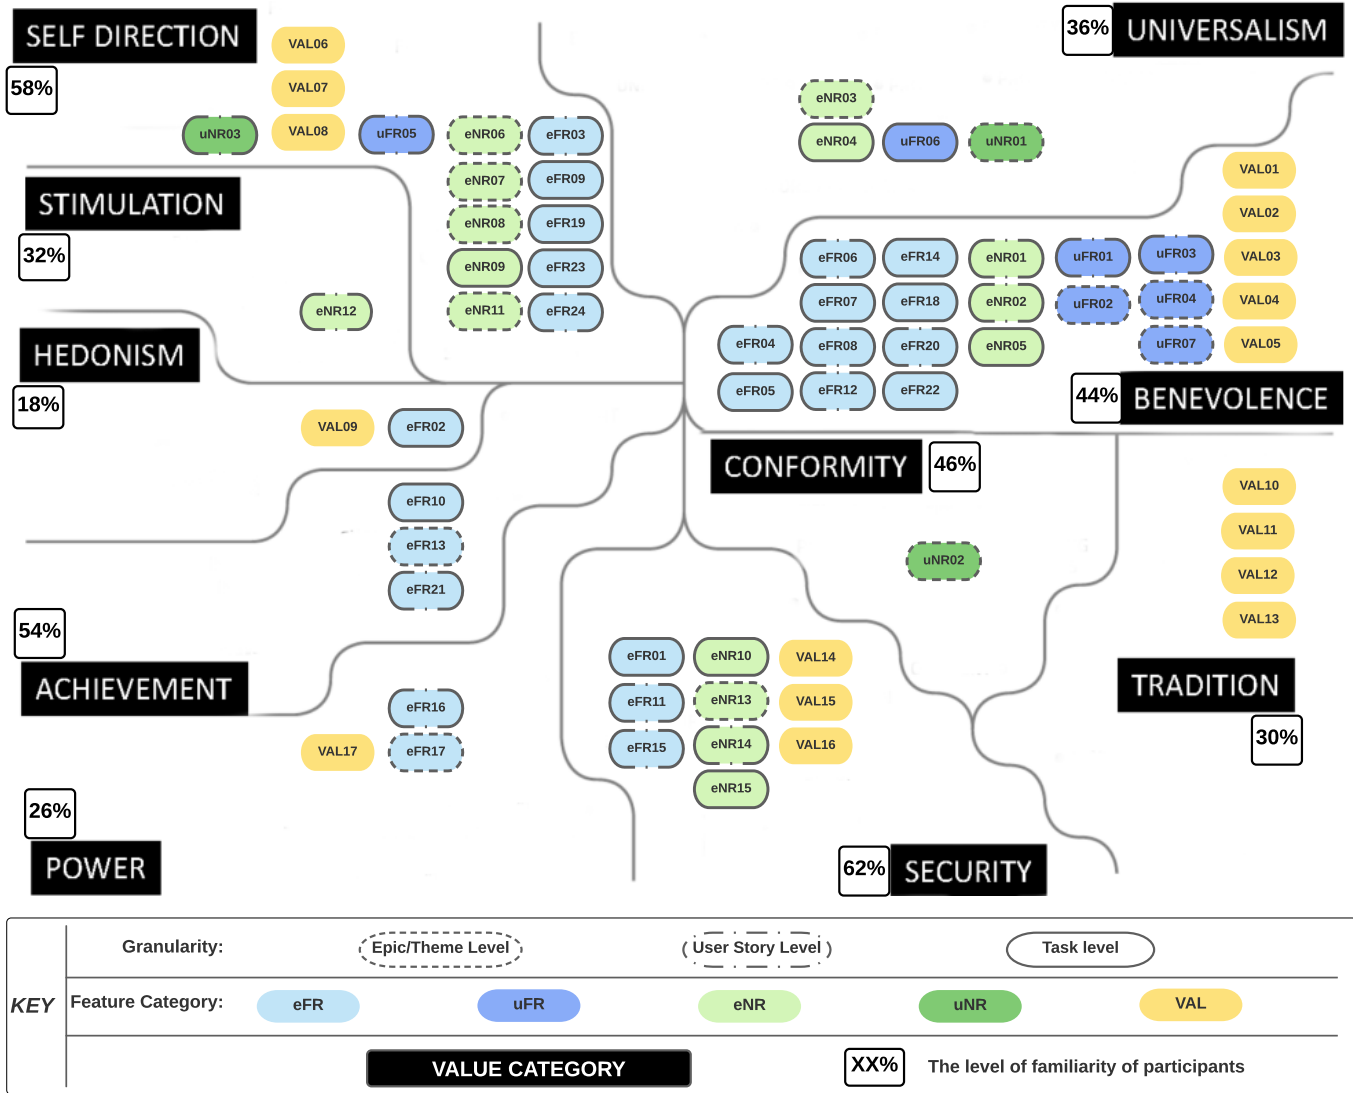 SELF DIRECTION
58%
VAL06
VAL07
VAL08
uNR03
uFR05
eNR06
eFR03
eNR07
eFR09
eNR08
eFR19
eNR09
eFR23
eNR11
eFR24
36%
UNIVERSALISM
eNR03
eNR04
uFR06
uNR01
STIMULATION
32%
eNR12
VAL01
VAL02
VAL03
VAL04
VAL05
eFR06
eFR14
eNR01
uFR01
uFR03
eFR07
eFR18
eNR02
uFR02
uFR04
eFR04
eFR08
eFR20
eNR05
uFR07
eFR05
eFR12
eFR22
44%
BENEVOLENCE
HEDONISM
18%
VAL09
eFR02
CONFORMITY
46%
uNR02
eFR10
eFR13
eFR21
VAL10
VAL11
VAL12
VAL13
TRADITION
30%
54%
ACHIEVEMENT
eFR16
VAL17
eFR17
eFR01
eNR10
VAL14
eFR11
eNR13
VAL15
eFR15
eNR14
VAL16
eNR15
26%
POWER
62%
SECURITY
KEY
Granularity:
Epic/Theme Level
User Story Level
Task level
Feature Category:
eFR
uFR
eNR
uNR
VAL
VALUE CATEGORY
XX%
The level of familiarity of participants